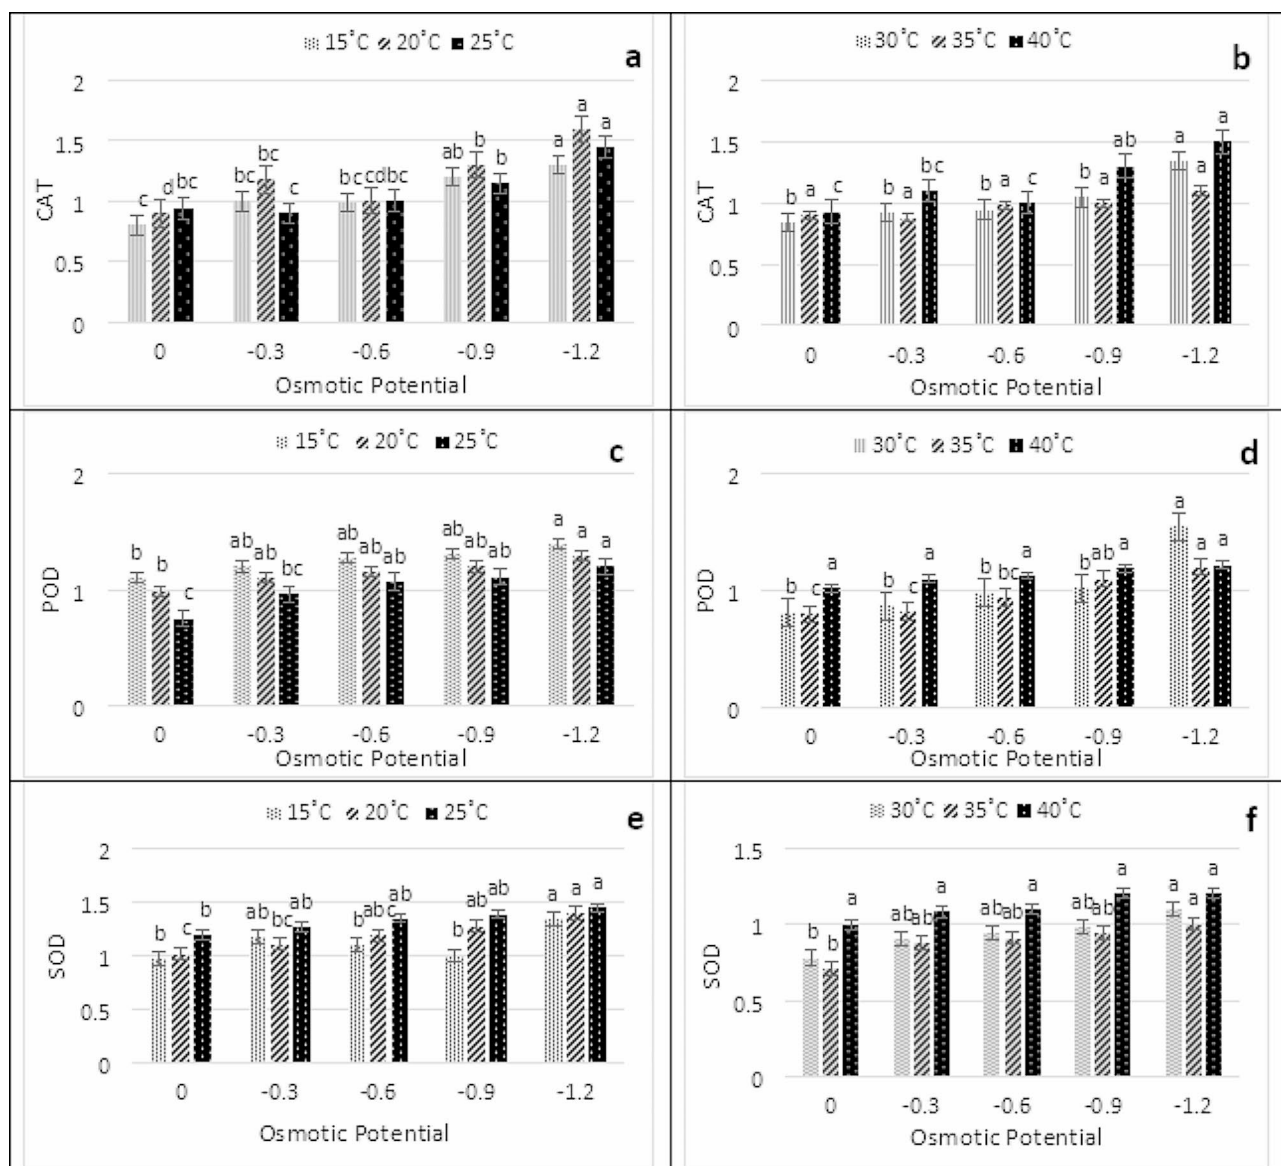 15°C 20°C 25°C
a
2
1.5
1
0.5
0
CAT
c d bc
bc bc c
bc cd bc
ab b b
a a a
0 -0.3 -0.6 -0.9 -1.2
Osmotic Potential
30°C 35°C 40°C
b
2
1.5
1
0.5
0
CAT
b a c
b a bc
b a c
b a ab
a a a
0 -0.3 -0.6 -0.9 -1.2
Osmotic Potential
15°C 20°C 25°C
c
2
1
0
POD
b b c
ab ab bc
ab ab ab
ab ab ab
a a a
0 -0.3 -0.6 -0.9 -1.2
Osmotic Potential
30°C 35°C 40°C
d
2
1
0
POD
b c a
b c a
b bc a
b ab a
a a a
0 -0.3 -0.6 -0.9 -1.2
Osmotic Potential
15°C 20°C 25°C
e
2
1.5
1
0.5
0
SOD
b c b
ab bc ab
b abc ab
b ab ab
a a a
0 -0.3 -0.6 -0.9 -1.2
Osmotic Potential
30°C 35°C 40°C
f
1.5
1
0.5
0
SOD
b b a
ab ab a
ab ab a
ab ab a
a a a
0 -0.3 -0.6 -0.9 -1.2
Osmotic Potential